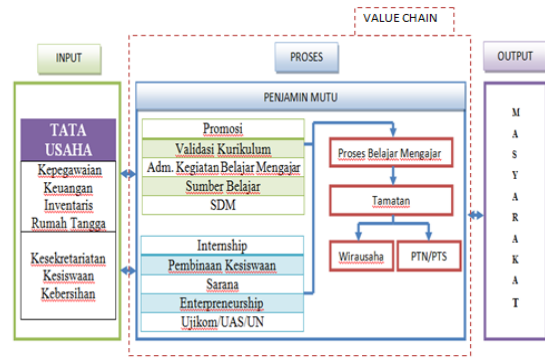 VALUE CHAIN
INPUT
PROSES
OUTPUT
PENJAMIN MUTU
TATA
USAHA
Kepegawaian
Keuangan
Inventaris
Rumah Tangga
Kesekretariatan
Kesiswaan
Kebersihan
Promosi
Validasi Kurikulum
Adm. Kegiatan Belajar Mengajar
Sumber Belajar
SDM
Internship
Pembinaan Kesiswaan
Sarana
Enterpreneurship
Ujikom/UAS/UN
Proses Belajar Mengajar
Tamatan
Wirausaha
PTN/PTS
M
A
S
Y
A
R
A
K
A
T